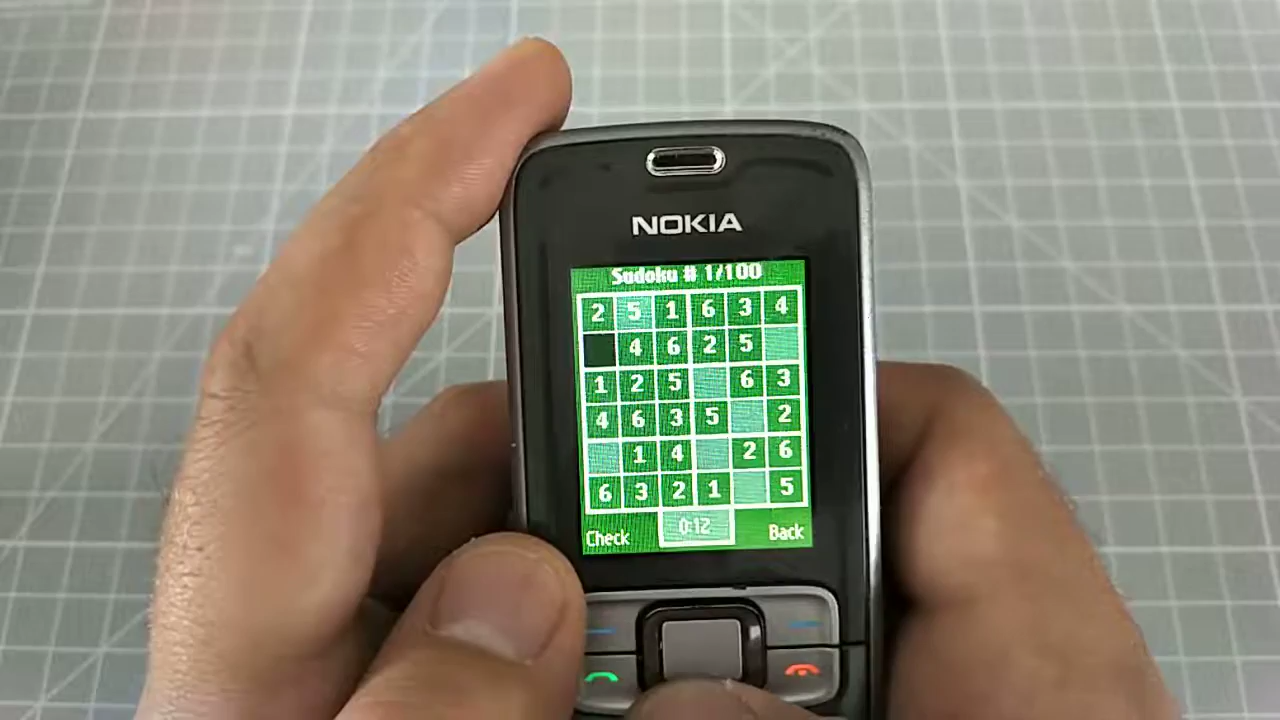 NOKIA
Sudoku # 1/100
2 5 1 6 3 4
4 6 2 5
1 2 5 6 3
4 6 3 5 2
1 4 2 6
6 3 2 1 5
Check 0:12 Back